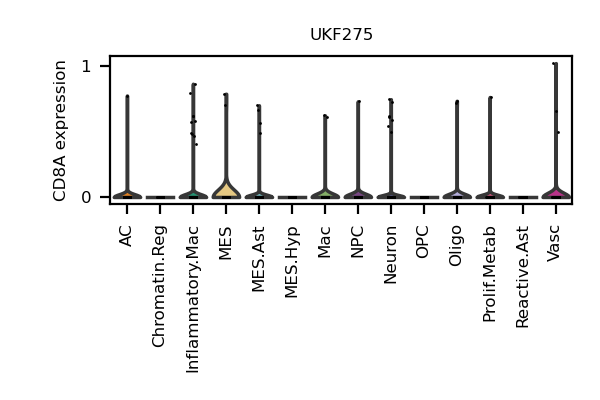 UKF275
CD8A expression
1
0
AC
Chromatin.Reg
Inflammatory.Mac
MES
MES.Ast
MES.Hyp
Mac
NPC
Neuron
OPC
Oligo
Prolif.Metab
Reactive.Ast
Vasc